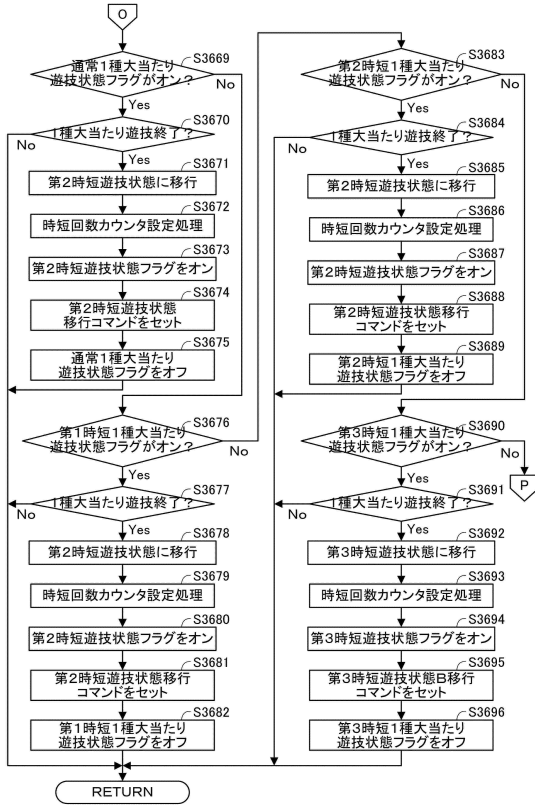 O
通常1種大当たり
遊技状態フラグがオン?
S3669
No
Yes
S3670
1種大当たり遊技終了?
No
Yes
S3671
第2時短遊技状態に移行
S3672
時短回数カウンタ設定処理
S3673
第2時短遊技状態フラグをオン
S3674
第2時短遊技状態
移行コマンドをセット
S3675
通常1種大当たり
遊技状態フラグをオフ
S3676
第1時短1種大当たり
遊技状態フラグがオン?
No
Yes
S3677
1種大当たり遊技終了?
No
Yes
S3678
第2時短遊技状態に移行
S3679
時短回数カウンタ設定処理
S3680
第2時短遊技状態フラグをオン
S3681
第2時短遊技状態移行
コマンドをセット
S3682
第1時短1種大当たり
遊技状態フラグをオフ
RETURN
S3683
第2時短1種大当たり
遊技状態フラグがオン?
No
Yes
S3684
1種大当たり遊技終了?
No
Yes
S3685
第2時短遊技状態に移行
S3686
時短回数カウンタ設定処理
S3687
第2時短遊技状態フラグをオン
S3688
第2時短遊技状態移行
コマンドをセット
S3689
第2時短1種大当たり
遊技状態フラグをオフ
S3690
第3時短1種大当たり
遊技状態フラグがオン?
No
P
Yes
S3691
1種大当たり遊技終了?
No
Yes
S3692
第3時短遊技状態に移行
S3693
時短回数カウンタ設定処理
S3694
第3時短遊技状態フラグをオン
S3695
第3時短遊技状態B移行
コマンドをセット
S3696
第3時短1種大当たり
遊技状態フラグをオフ